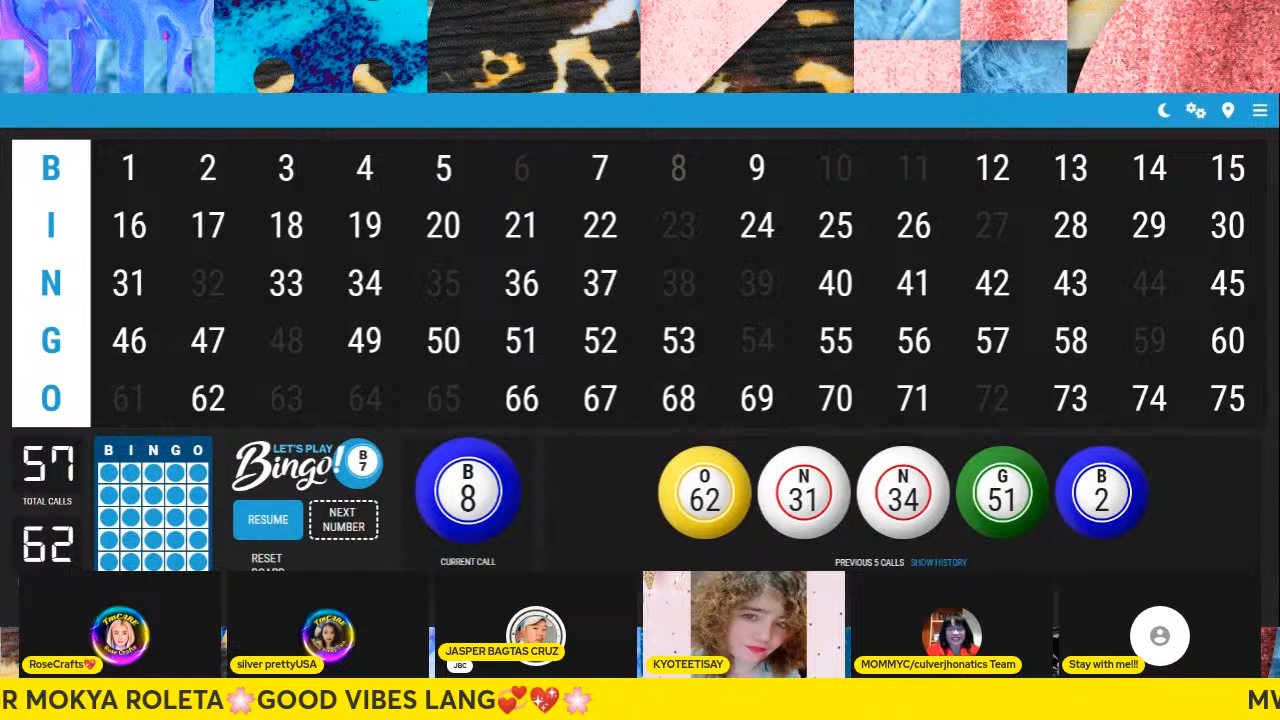 B 1 2 3 4 5 6 7 8 9 10 11 12 13 14 15
I 16 17 18 19 20 21 22 23 24 25 26 27 28 29 30
N 31 32 33 34 35 36 37 38 39 40 41 42 43 44 45
G 46 47 48 49 50 51 52 53 54 55 56 57 58 59 60
O 61 62 63 64 65 66 67 68 69 70 71 72 73 74 75
57
TOTAL CALLS
62
B I N G O
LET'S PLAY
Bingo!
B
7
RESUME
NEXT
NUMBER
RESET
BOARD
B
8
CURRENT CALL
O
62
N
31
N
34
G
51
B
2
PREVIOUS 5 CALLS SHOW HISTORY
RoseCrafts💖
silver prettyUSA
JASPER BAGTAS CRUZ
JBC
KYOTEETISAY
MOMMYC/culverjhonatics Team
Stay with me!!!
R MOKYA ROLETA🌸GOOD VIBES LANG💞💖🌸